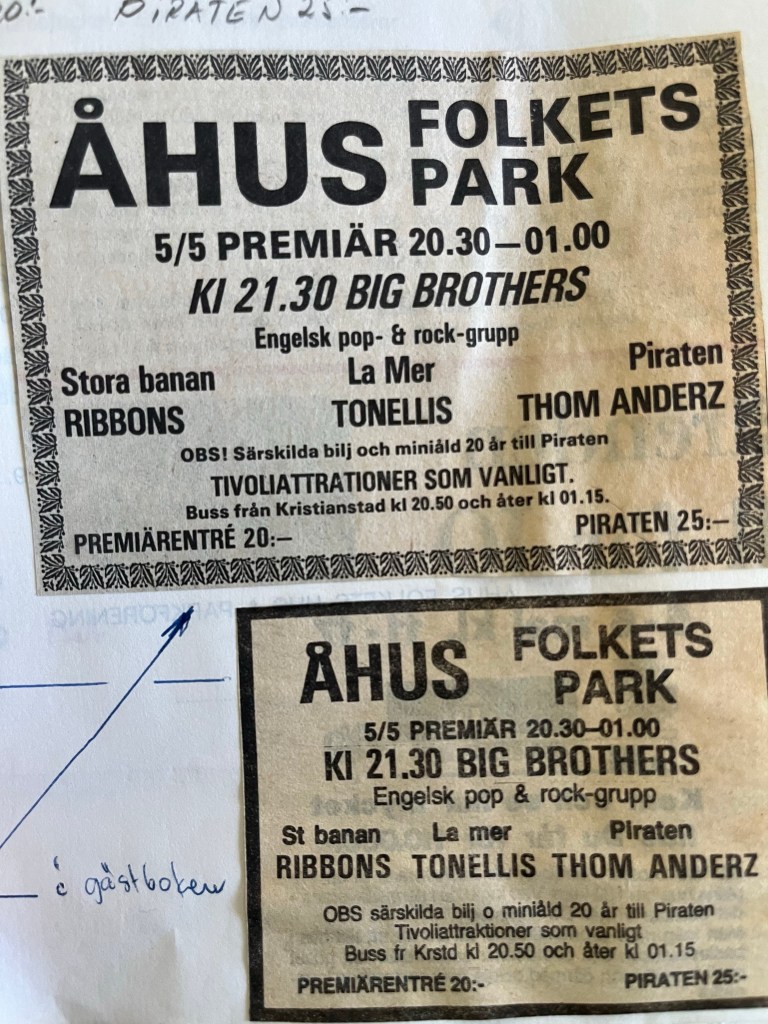 PIRATEN 25:-
ÅHUS FOLKETS PARK
5/5 PREMIÄR 20.30—01.00
Kl 21.30 BIG BROTHERS
Engelsk pop- & rock-grupp
Stora banan La Mer Piraten
RIBBONS TONELLIS THOM ANDERZ
OBS! Särskilda bilj och miniåld 20 år till Piraten
TIVOLIATTRATIONER SOM VANLIGT.
Buss från Kristianstad kl 20.50 och åter kl 01.15.
PREMIÄRENTRÉ 20:— PIRATEN 25:—
ÅHUS FOLKETS PARK
5/5 PREMIÄR 20.30—01.00
Kl 21.30 BIG BROTHERS
Engelsk pop & rock-grupp
St banan La mer Piraten
RIBBONS TONELLIS THOM ANDERZ
OBS särskilda bilj o miniåld 20 år till Piraten
Tivoliattraktioner som vanligt
Buss fr Krstd kl 20.50 och åter kl 01.15
PREMIÄRENTRÉ 20:- PIRATEN 25:-
i gästboken